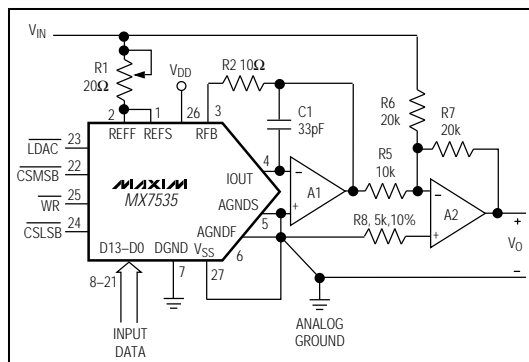 VIN
R1
20Ω
VDD
R2 10Ω
2
1
26
3
REFF
REFS
RFB
C1
33pF
R6
20k
R7
20k
LDAC
23
CSMSB
22
WR
25
CSLSB
24
MAXIM
MX7535
IOUT
4
AGNDS
5
AGNDF
6
−
+
A1
R5
10k
−
+
A2
R8, 5k,10%
+
VO
−
D13–D0
DGND
VSS
8–21
7
27
INPUT
DATA
ANALOG
GROUND